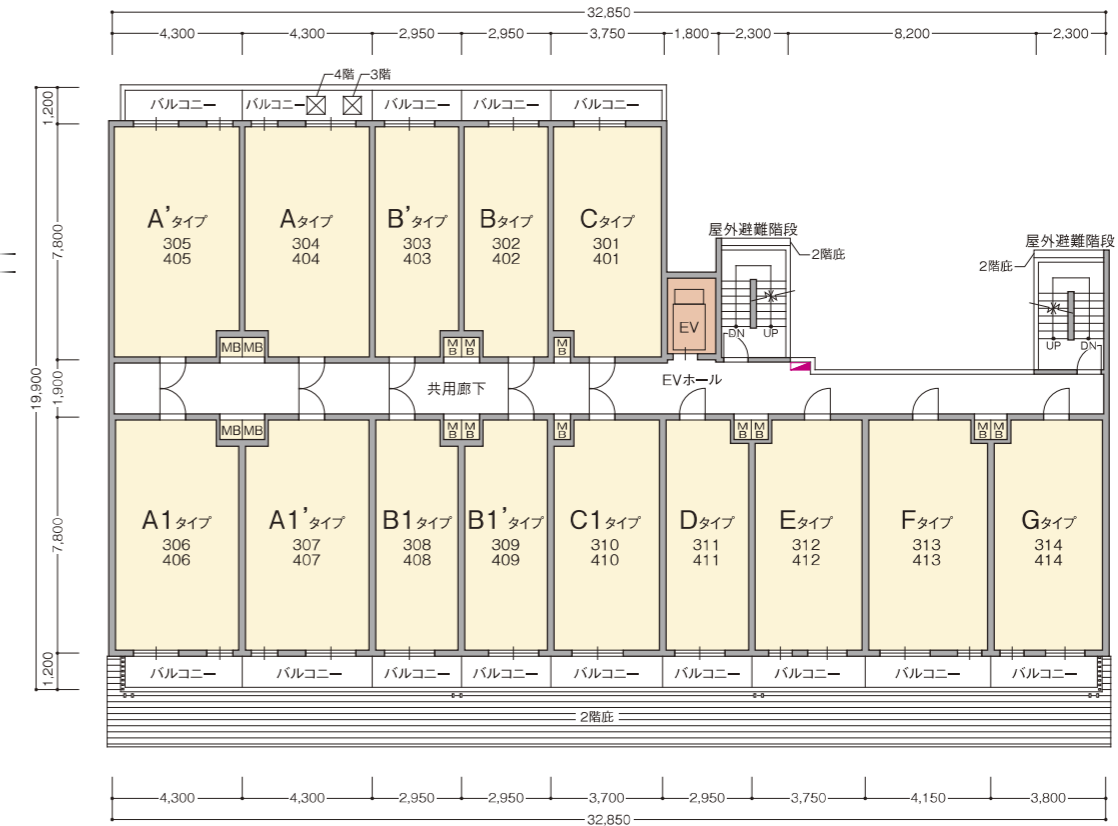 32,850
4,300 4,300 2,950 2,950 3,750 1,800 2,300 8,200 2,300
4階 3階
1,200
バルコニー バルコニー バルコニー バルコニー バルコニー
A'タイプ Aタイプ B'タイプ Bタイプ Cタイプ
305 304 303 302 301
405 404 403 402 401
屋外避難階段 屋外避難階段
2階庇 2階庇
7,800
EV
DN UP UP DN
MB MB MB MB MB
19,900
1,900
共用廊下 EVホール
MB MB MB MB MB MB MB MB MB
A1タイプ A1'タイプ B1タイプ B1'タイプ C1タイプ Dタイプ Eタイプ Fタイプ Gタイプ
306 307 308 309 310 311 312 313 314
406 407 408 409 410 411 412 413 414
7,800
1,200
バルコニー バルコニー バルコニー バルコニー バルコニー バルコニー バルコニー バルコニー バルコニー
2階庇
4,300 4,300 2,950 2,950 3,700 2,950 3,750 4,150 3,800
32,850